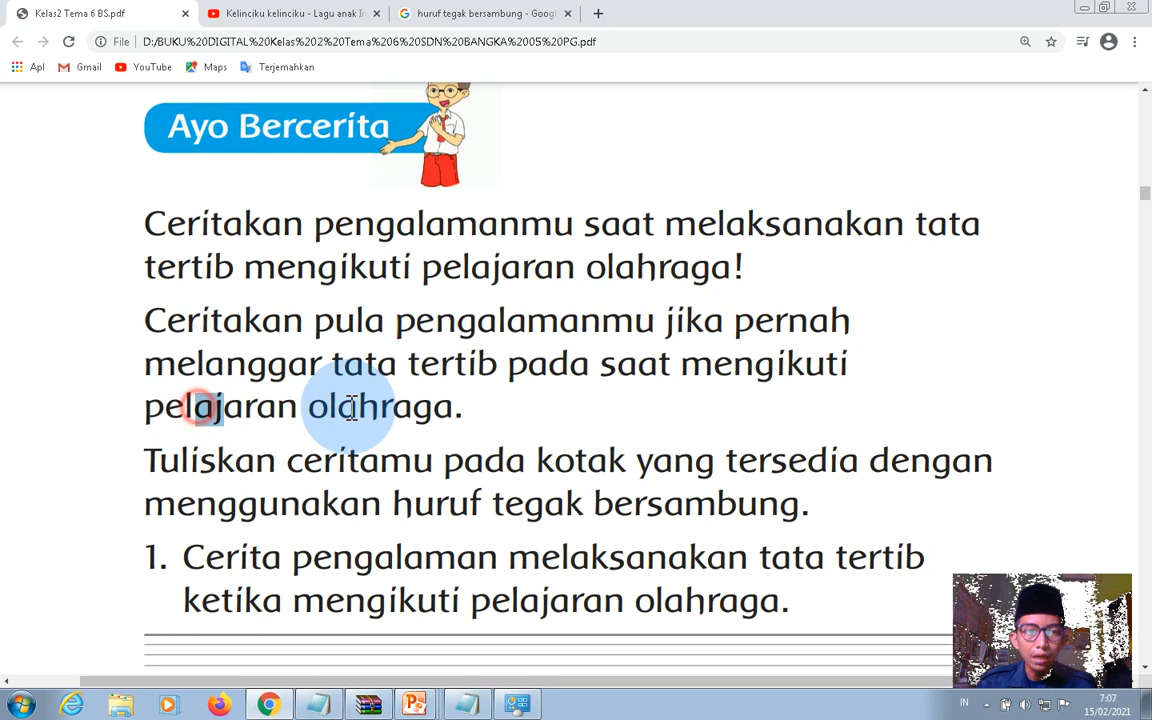 Kelas2 Tema 6 BS.pdf
Kelinciku kelinciku - Lagu anak I
huruf tegak bersambung - Goog
File
D:/BUKU%20DIGITAL%20Kelas%202%20Tema%206%20SDN%20BANGKA%2005%20PG.pdf
Apl
Gmail
YouTube
Maps
Terjemahkan
Ayo Bercerita
Ceritakan pengalamanmu saat melaksanakan tata
tertib mengikuti pelajaran olahraga!
Ceritakan pula pengalamanmu jika pernah
melanggar tata tertib pada saat mengikuti
pelajaran olahraga.
Tuliskan ceritamu pada kotak yang tersedia dengan
menggunakan huruf tegak bersambung.
1. Cerita pengalaman melaksanakan tata tertib
ketika mengikuti pelajaran olahraga.
IN
7:07
15/02/2021